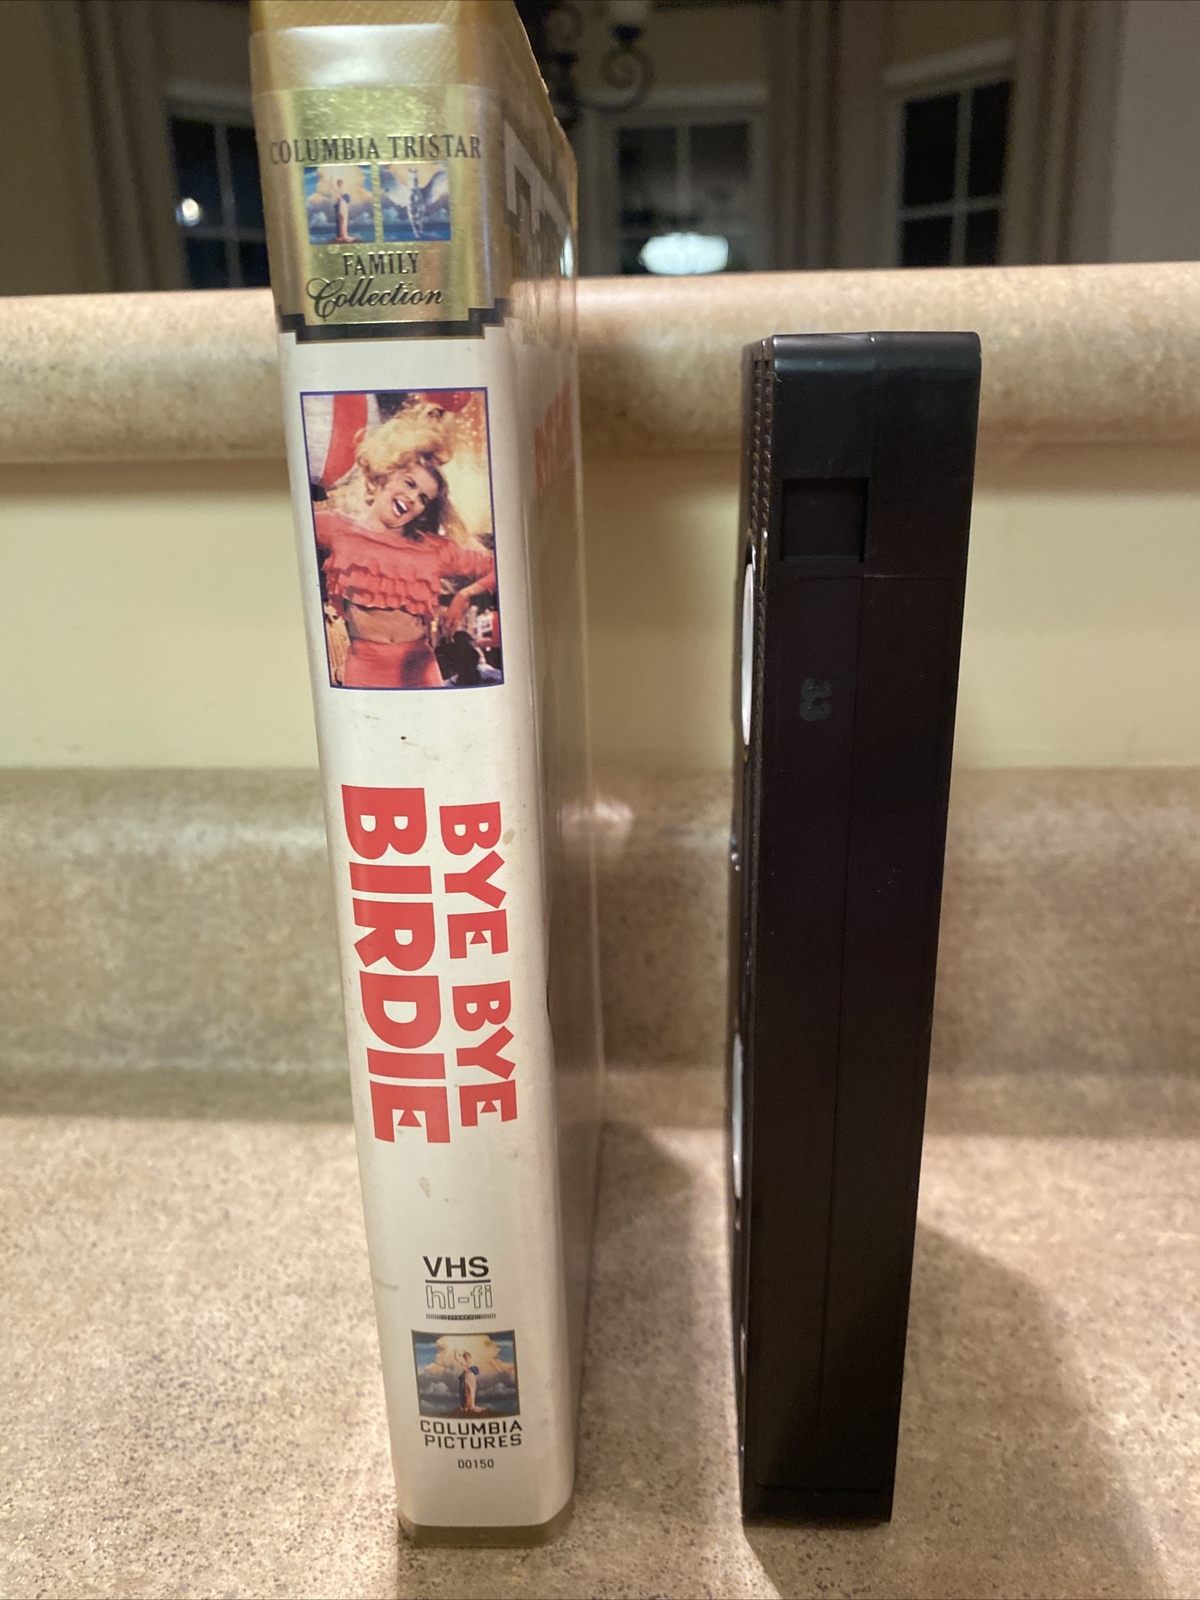 COLUMBIA TRISTAR
FAMILY
Collection
BYE BYE
BIRDIE
VHS
hi-fi
COLUMBIA
PICTURES
00150